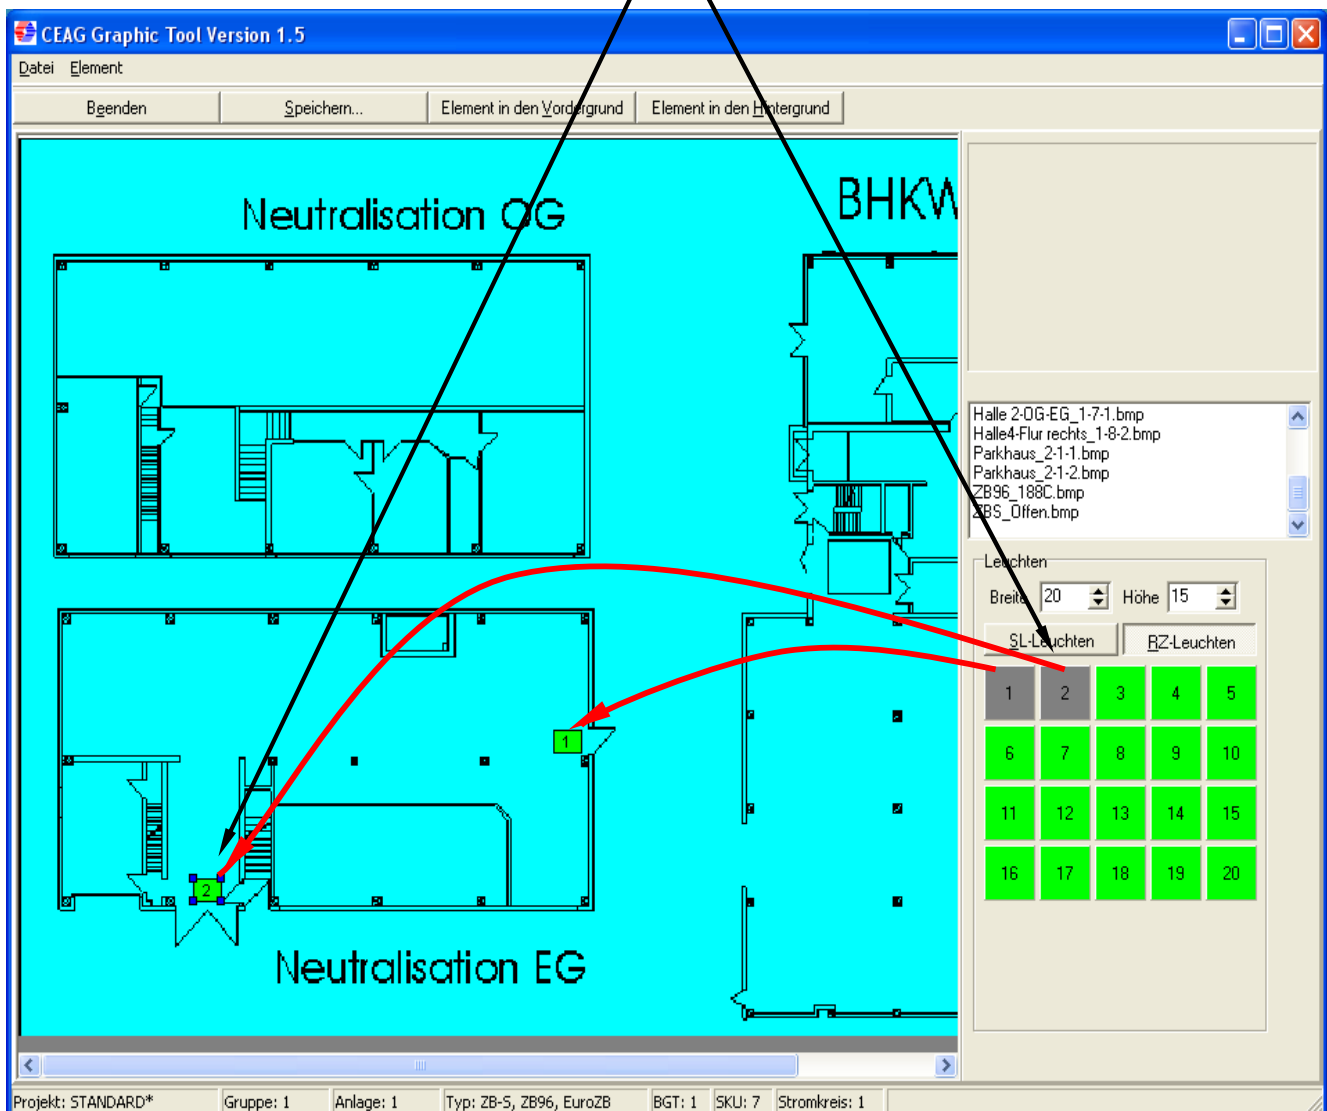 CEAG Graphic Tool Version 1.5
Datei Element
Beenden Speichern... Element in den Vordergrund Element in den Hintergrund
Neutralisation OG
BHKW
Halle 2-OG-EG_1-7-1.bmp
Halle4-Flur rechts_1-8-2.bmp
Parkhaus_2-1-1.bmp
Parkhaus_2-1-2.bmp
ZB96_188C.bmp
ZBS_Offen.bmp
Leuchten
Breite 20 Höhe 15
SL-Leuchten RZ-Leuchten
1 2 3 4 5
6 7 8 9 10
11 12 13 14 15
16 17 18 19 20
1
2
Neutralisation EG
Projekt: STANDARD* Gruppe: 1 Anlage: 1 Typ: ZB-S, ZB96, EuroZB BGT: 1 SKU: 7 Stromkreis: 1